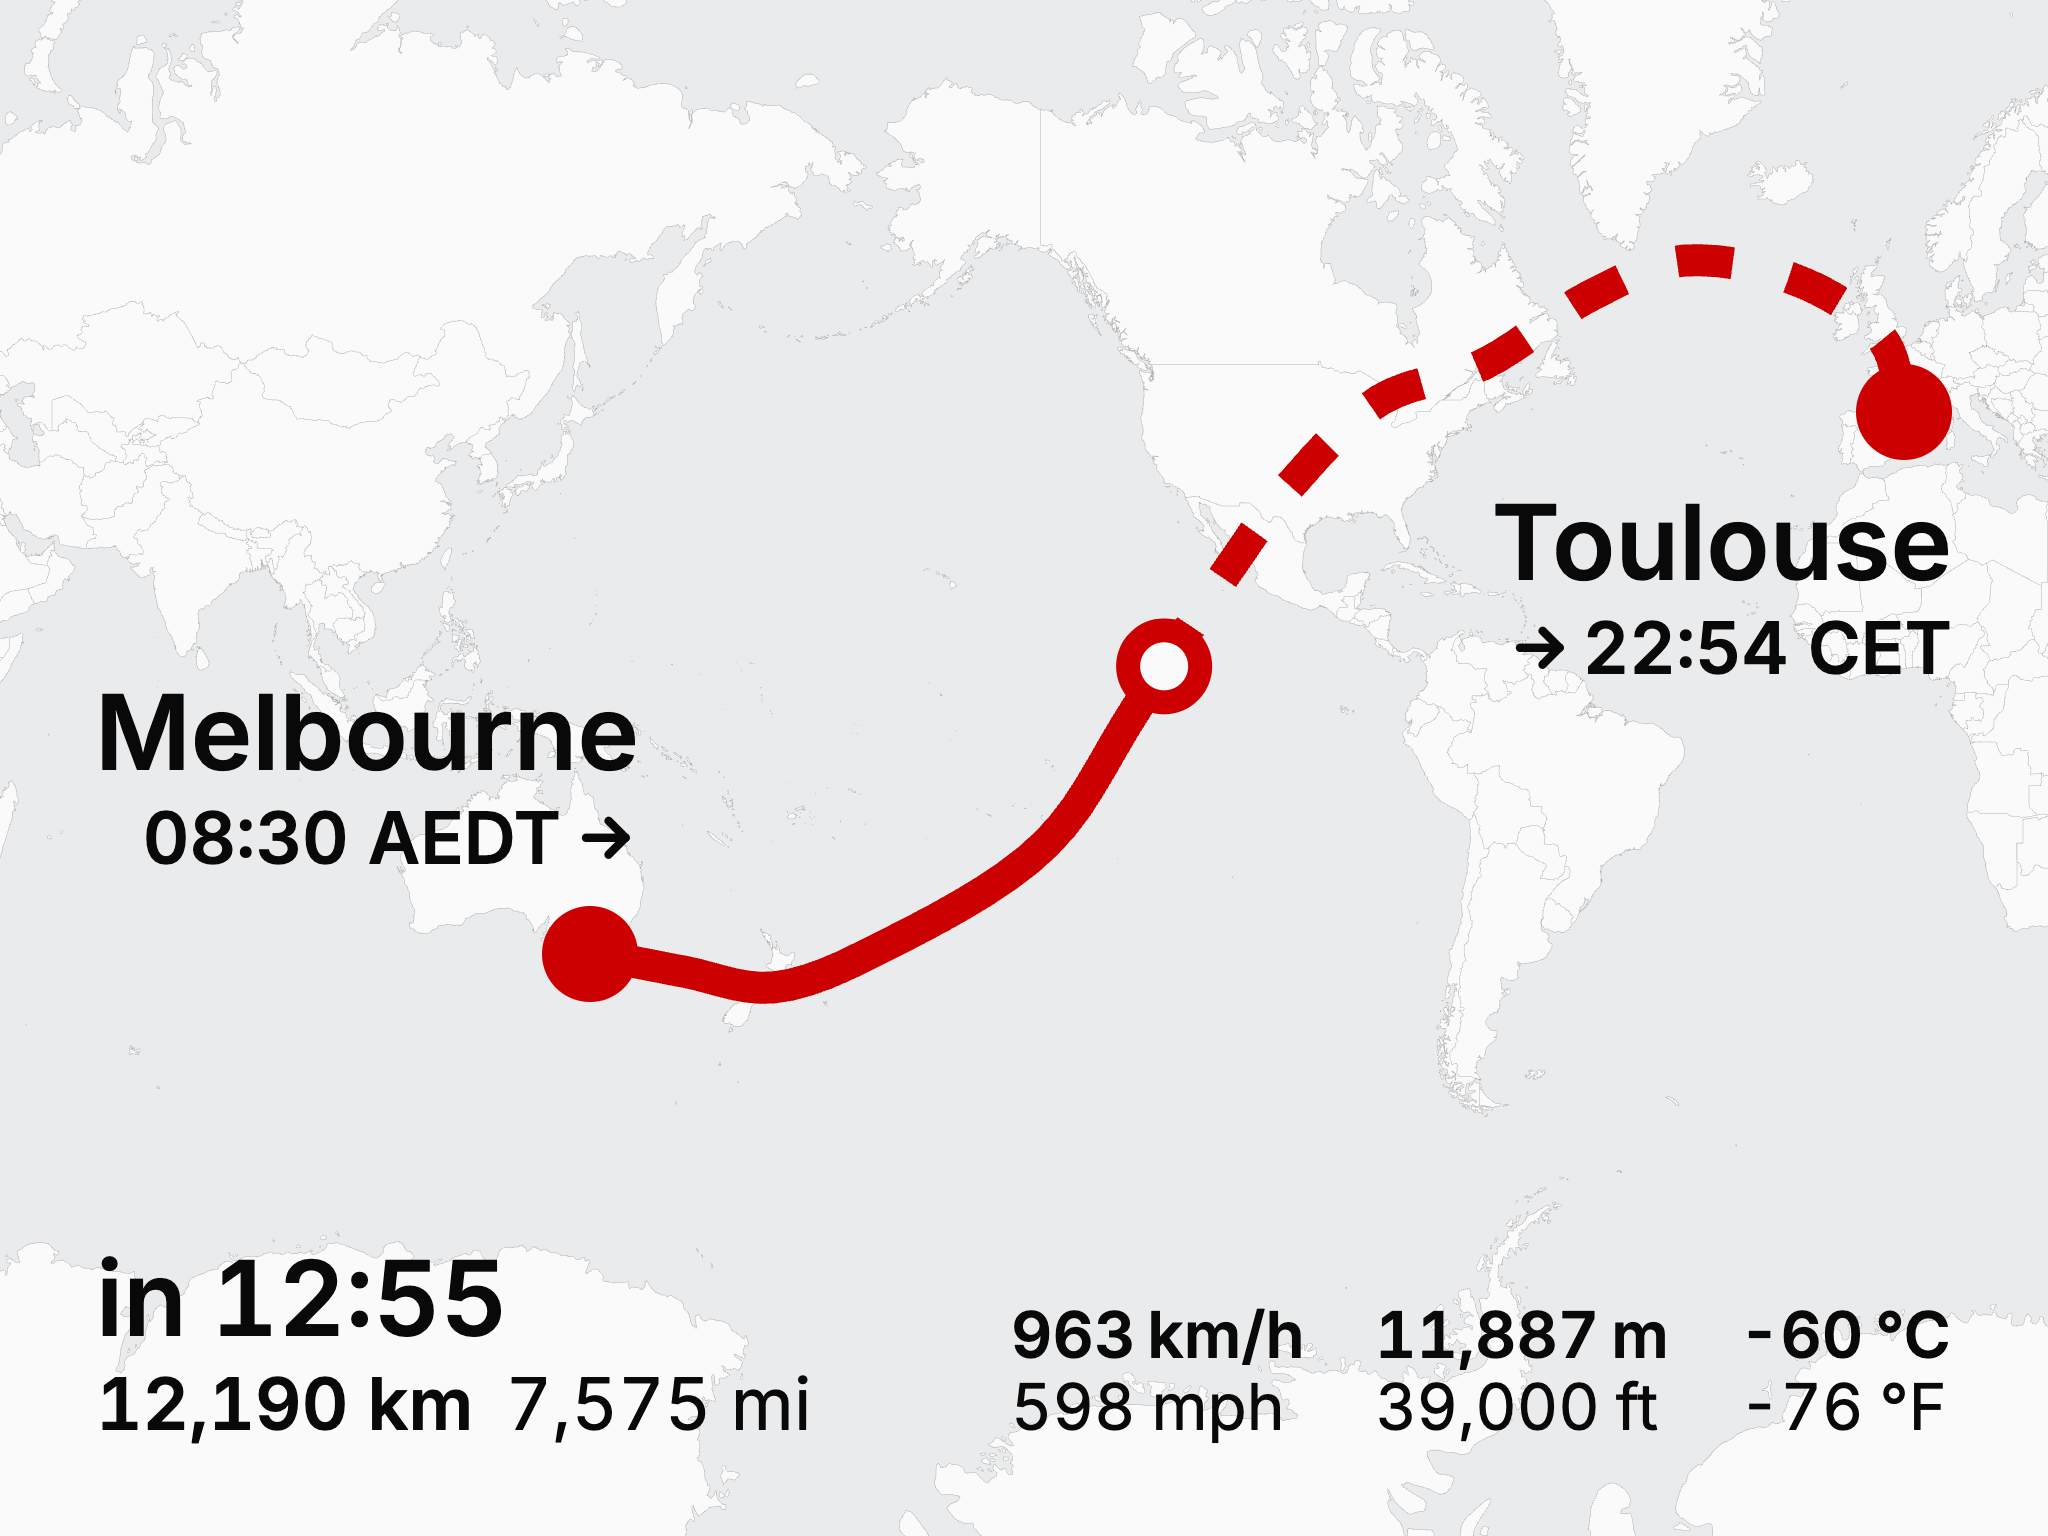 Toulouse
→ 22:54 CET
Melbourne
08:30 AEDT →
in 12:55
12,190 km 7,575 mi
963 km/h 11,887 m -60 °C
598 mph 39,000 ft -76 °F